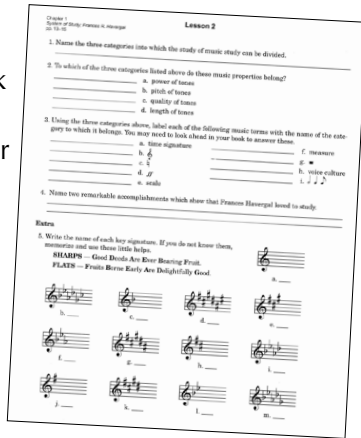 k
r
Chapter 1
System of Study; Frances R. Havergal
pp. 13-16
Lesson 2
1. Name the three categories into which the study of music study can be divided.
2. To which of the three categories listed above do these music properties belong?
a. power of tones
b. pitch of tones
c. quality of tones
d. length of tones
3. Using the three categories above, label each of the following music terms with the name of the cate-
gory to which it belongs. You may need to look ahead in your book to answer these.
a. time signature
b.
c.
d. ff
e. scale
f. measure
g.
h. voice culture
i.
4. Name two remarkable accomplishments which show that Frances Havergal loved to study.
Extra
5. Write the name of each key signature. If you do not know them,
memorize and use these little helps.
SHARPS — Good Deeds Are Ever Bearing Fruit.
FLATS — Fruits Borne Early Are Delightfully Good.
a.
b.
c.
d.
e.
f.
g.
h.
i.
j.
k.
l.
m.